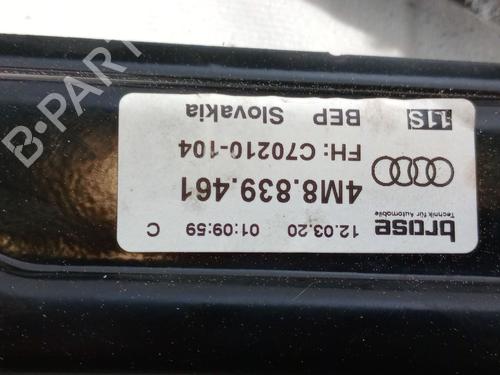 brose
Technik für Automobile
12.03.20 01:09:59 C
4M8.839.461
FH: C70210-104
BEP Slovakia
1.1S